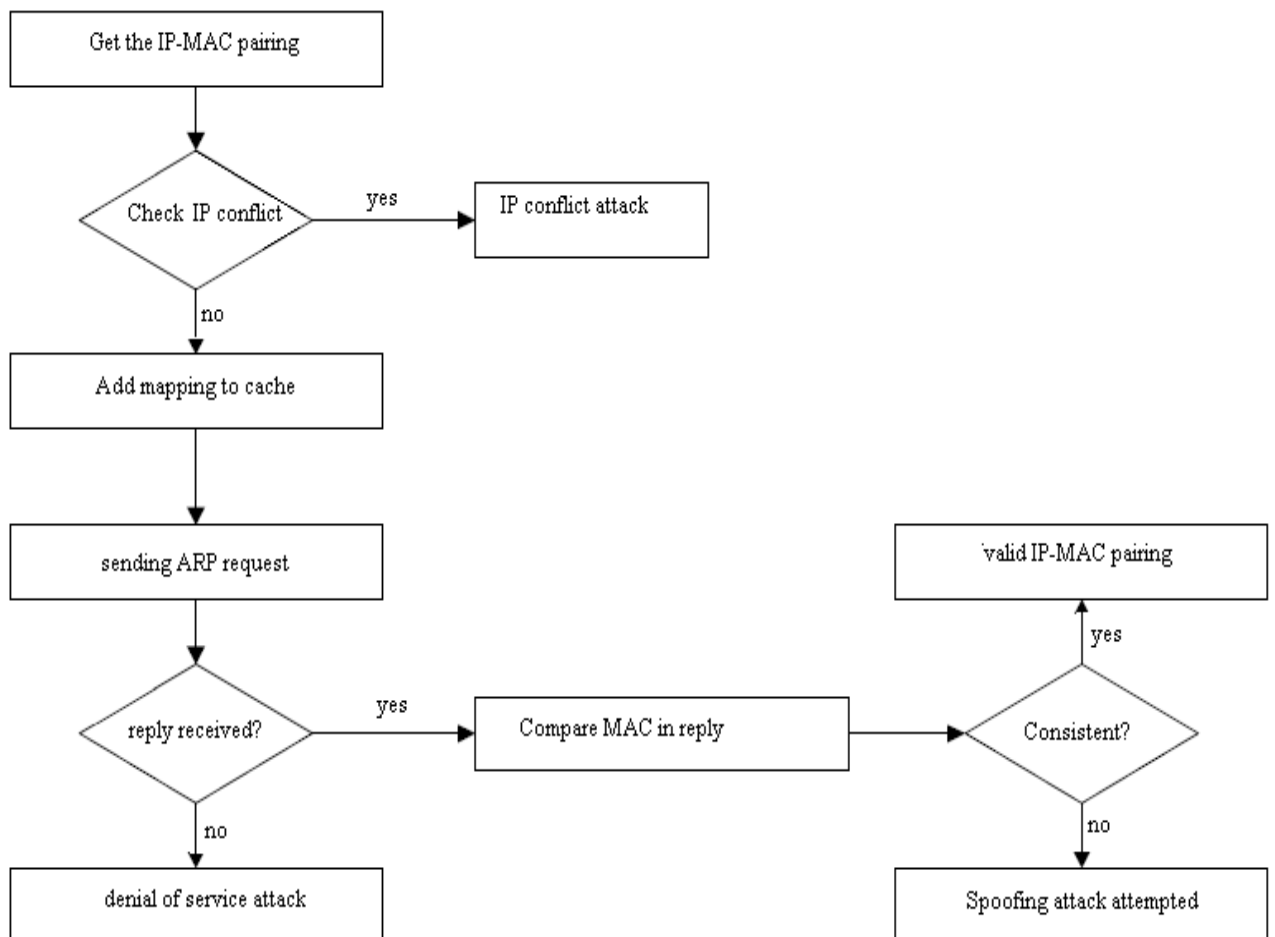 Get the IP-MAC pairing
Check IP conflict
yes
IP conflict attack
no
Add mapping to cache
sending ARP request
valid IP-MAC pairing
yes
reply received?
yes
Compare MAC in reply
Consistent?
no
no
denial of service attack
Spoofing attack attempted